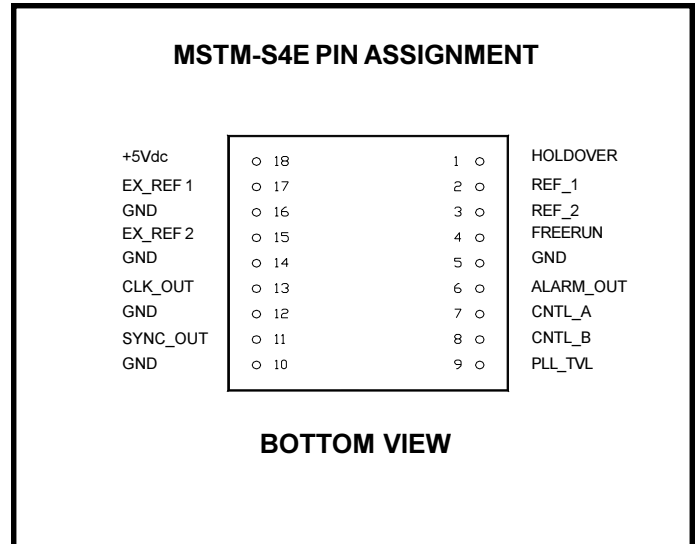 MSTM-S4E PIN ASSIGNMENT
+5Vdc 18 1 HOLDOVER
EX_REF 1 17 2 REF_1
GND 16 3 REF_2
EX_REF 2 15 4 FREERUN
GND 14 5 GND
CLK_OUT 13 6 ALARM_OUT
GND 12 7 CNTL_A
SYNC_OUT 11 8 CNTL_B
GND 10 9 PLL_TVL
BOTTOM VIEW